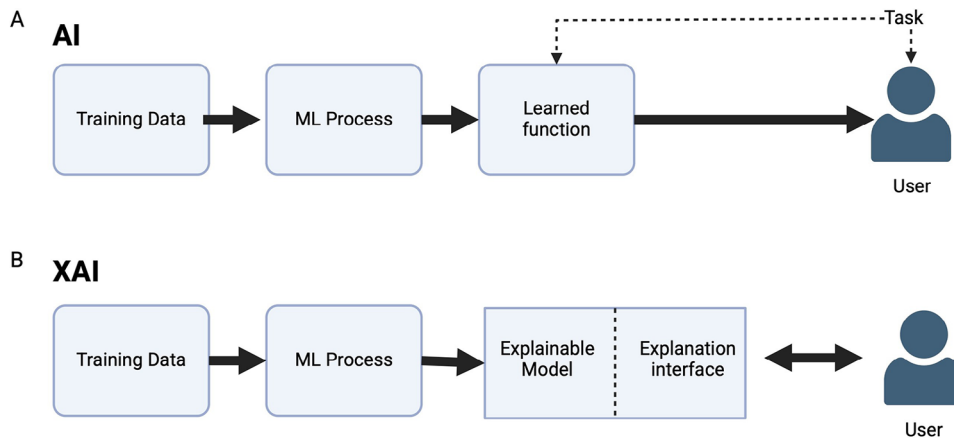 A
AI
Task
Training Data
ML Process
Learned
function
User
B
XAI
Training Data
ML Process
Explainable
Model
Explanation
interface
User